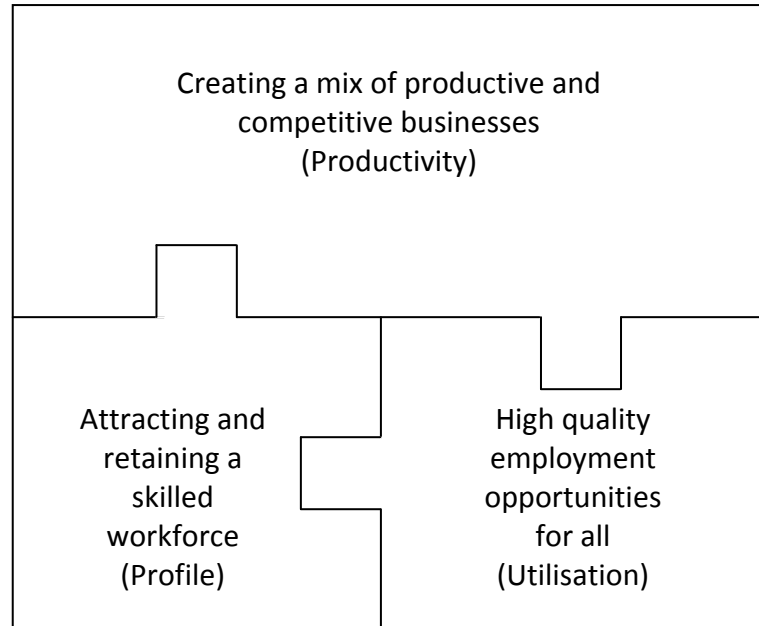 Creating a mix of productive and
competitive businesses
(Productivity)
Attracting and
retaining a
skilled
workforce
(Profile)
High quality
employment
opportunities
for all
(Utilisation)